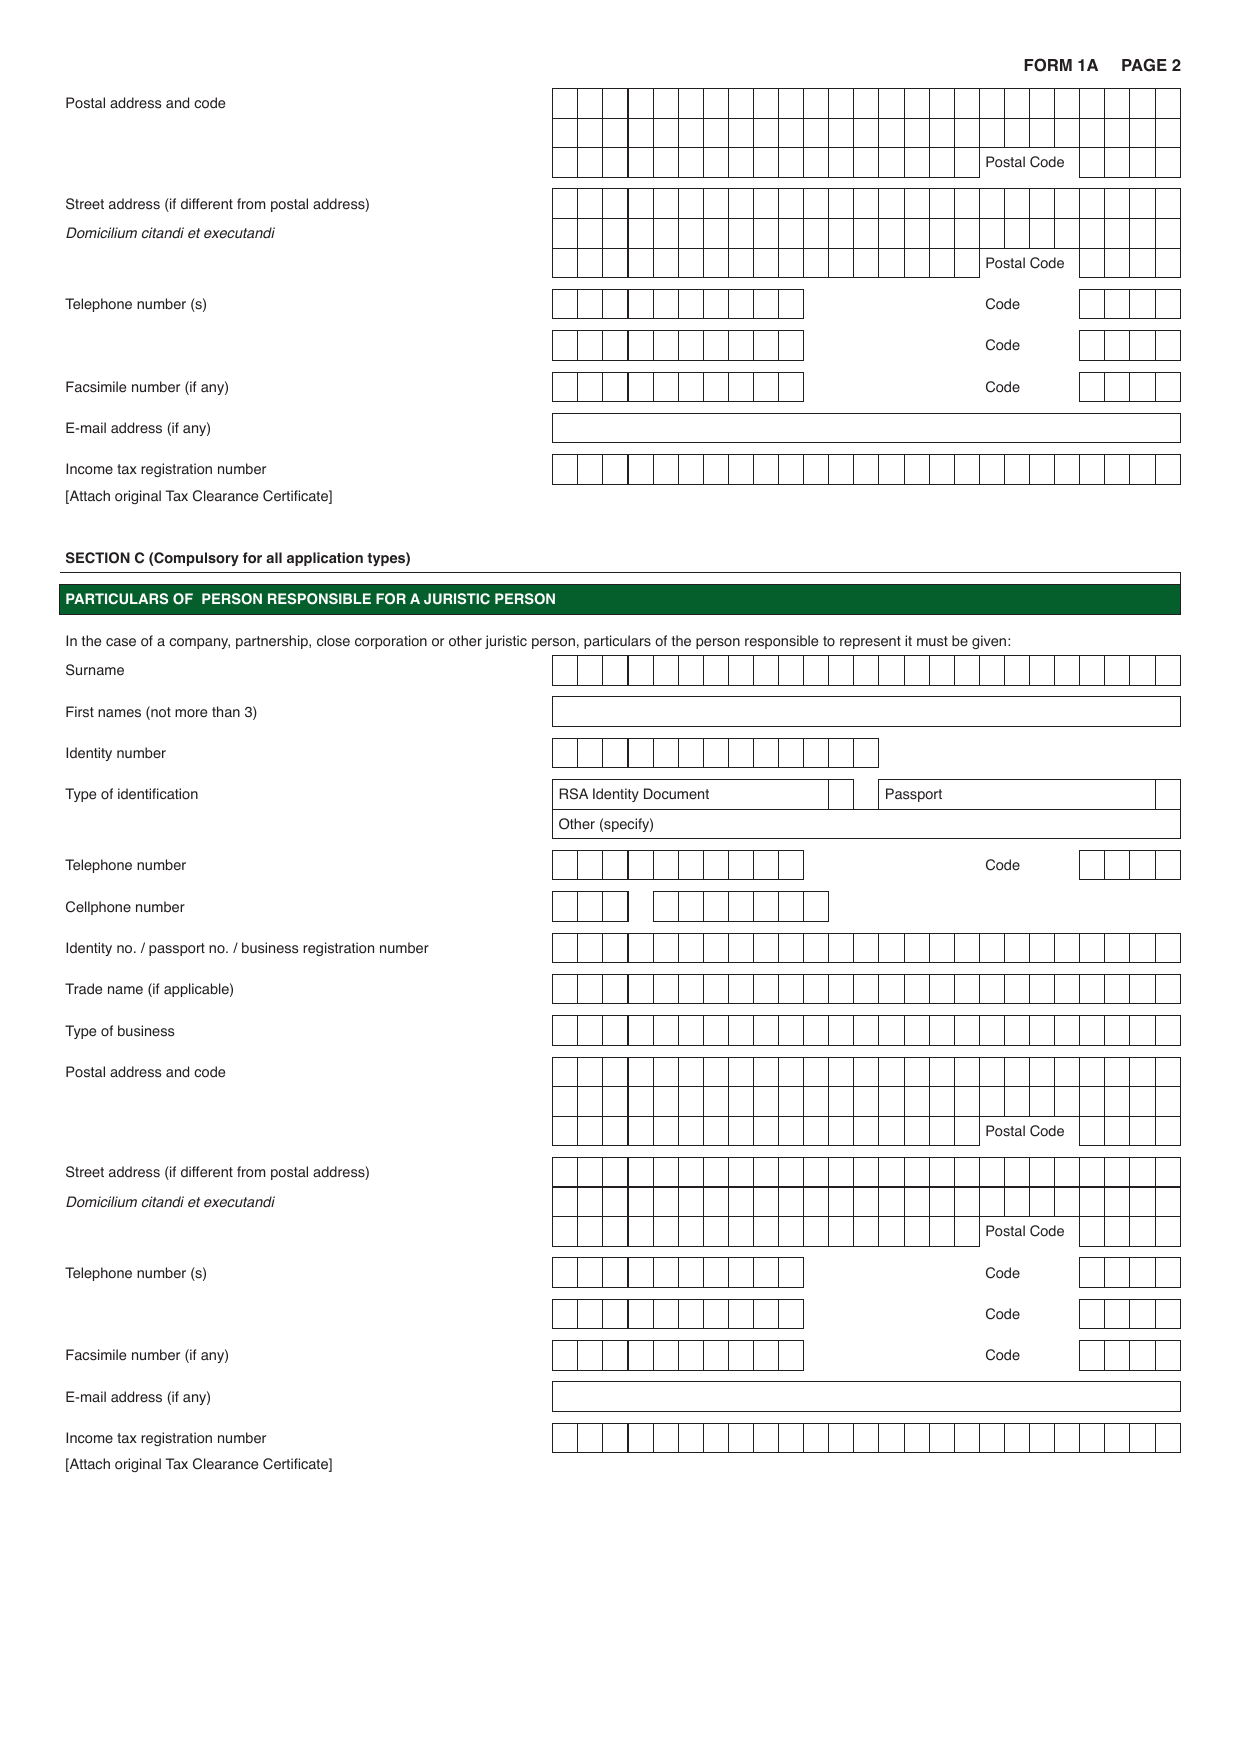 FORM 1A PAGE 2
Postal address and code
Postal Code
Street address (if different from postal address)
Domicilium citandi et executandi
Postal Code
Telephone number (s) Code
Code
Facsimile number (if any) Code
E-mail address (if any)
Income tax registration number
[Attach original Tax Clearance Certificate]
SECTION C (Compulsory for all application types)
PARTICULARS OF PERSON RESPONSIBLE FOR A JURISTIC PERSON
In the case of a company, partnership, close corporation or other juristic person, particulars of the person responsible to represent it must be given:
Surname
First names (not more than 3)
Identity number
Type of identification RSA Identity Document Passport
Other (specify)
Telephone number Code
Cellphone number
Identity no. / passport no. / business registration number
Trade name (if applicable)
Type of business
Postal address and code
Postal Code
Street address (if different from postal address)
Domicilium citandi et executandi
Postal Code
Telephone number (s) Code
Code
Facsimile number (if any) Code
E-mail address (if any)
Income tax registration number
[Attach original Tax Clearance Certificate]